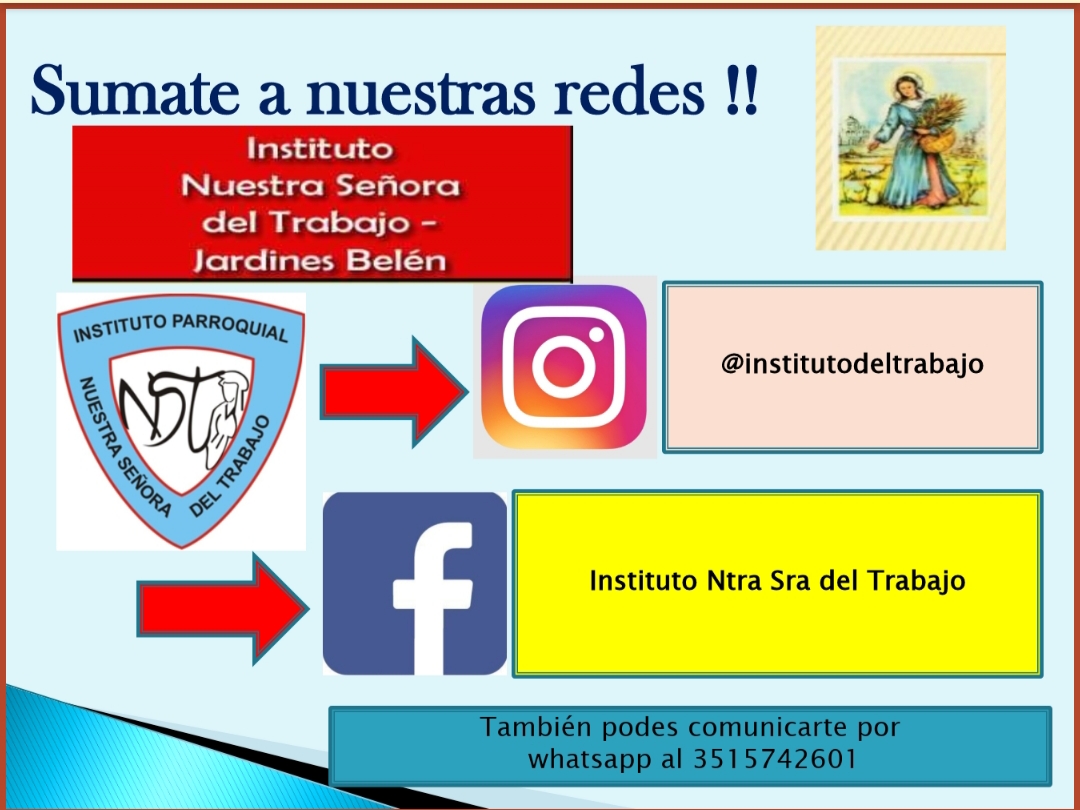 Sumate a nuestras redes !!
Instituto
Nuestra Señora
del Trabajo -
Jardines Belén
INSTITUTO PARROQUIAL
NUESTRA SEÑORA
DEL TRABAJO
NST
@institutodeltrabajo
Instituto Ntra Sra del Trabajo
También podes comunicarte por
whatsapp al 3515742601